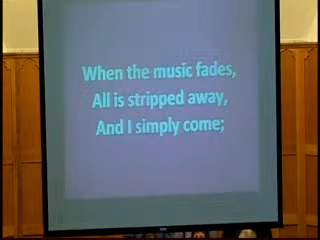 When the music fades,
All is stripped away,
And I simply come;